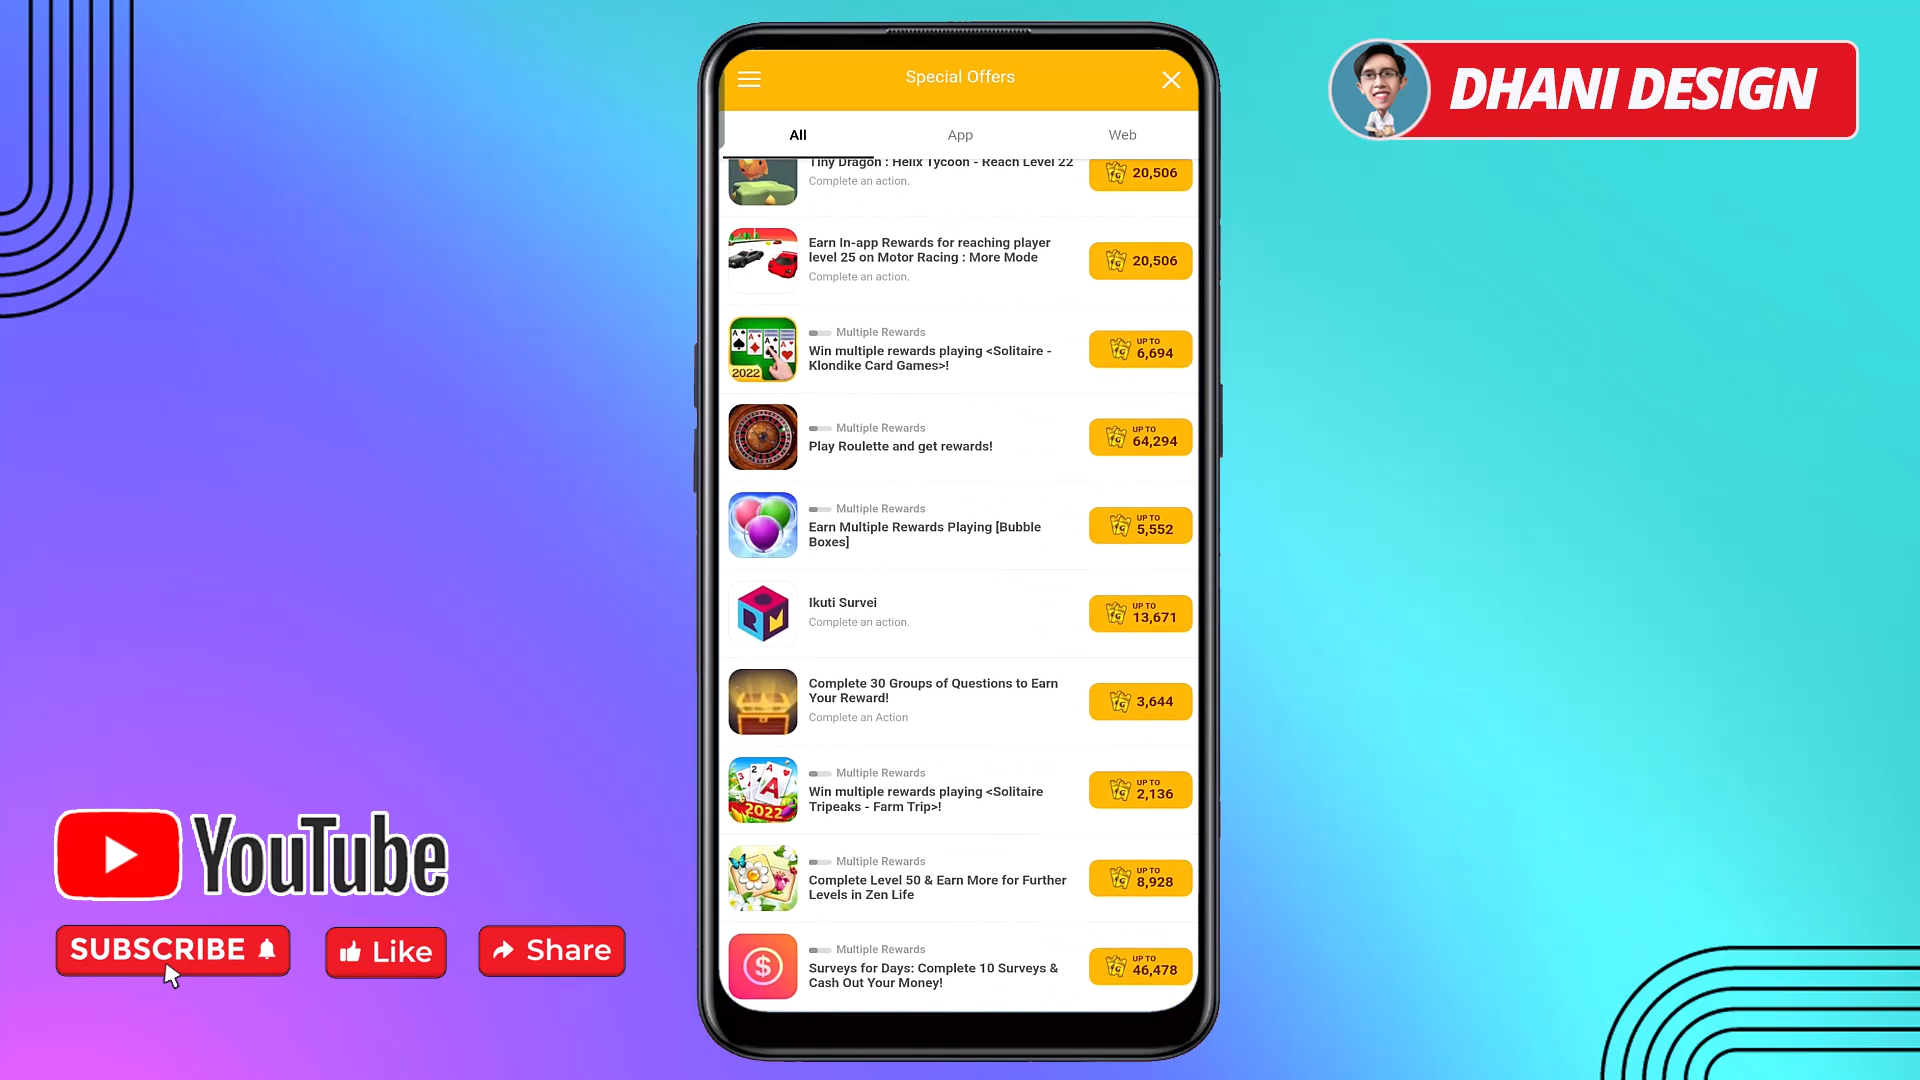 Special Offers
DHANI DESIGN
All
App
Web
Tiny Dragon : Helix Tycoon - Reach Level 22
Complete an action.
20,506
Earn In-app Rewards for reaching player
level 25 on Motor Racing : More Mode
Complete an action.
20,506
Multiple Rewards
Win multiple rewards playing <Solitaire -
Klondike Card Games>!
2022
UP TO
6,694
Multiple Rewards
Play Roulette and get rewards!
UP TO
64,294
Multiple Rewards
Earn Multiple Rewards Playing [Bubble
Boxes]
UP TO
5,552
Ikuti Survei
Complete an action.
RM
UP TO
13,671
Complete 30 Groups of Questions to Earn
Your Reward!
Complete an Action
3,644
Multiple Rewards
Win multiple rewards playing <Solitaire
Tripeaks - Farm Trip>!
3 2 A
A
2022
UP TO
2,136
Multiple Rewards
Complete Level 50 & Earn More for Further
Levels in Zen Life
UP TO
8,928
Multiple Rewards
Surveys for Days: Complete 10 Surveys &
Cash Out Your Money!
$
UP TO
46,478
YouTube
SUBSCRIBE
Like
Share